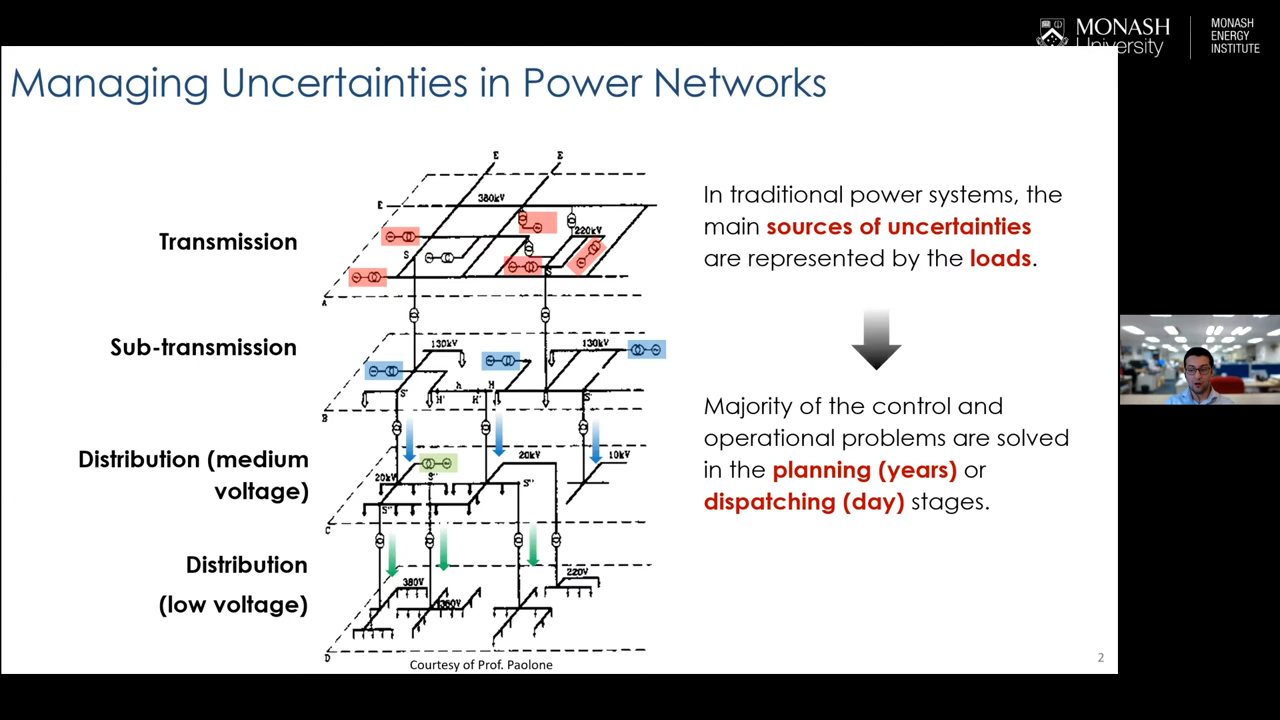 MONASH
University
MONASH
ENERGY
INSTITUTE
Managing Uncertainties in Power Networks
E
E
380kV
E
220kV
Transmission
S
S
A
In traditional power systems, the
main sources of uncertainties
are represented by the loads.
Sub-transmission
130kV
130kV
h
H
S'
H'
H'
S'
B
Majority of the control and
operational problems are solved
in the planning (years) or
dispatching (day) stages.
Distribution (medium
voltage)
20kV
10kV
20kV
S''
S''
S''
C
Distribution
(low voltage)
380V
220V
380V
D
Courtesy of Prof. Paolone
2